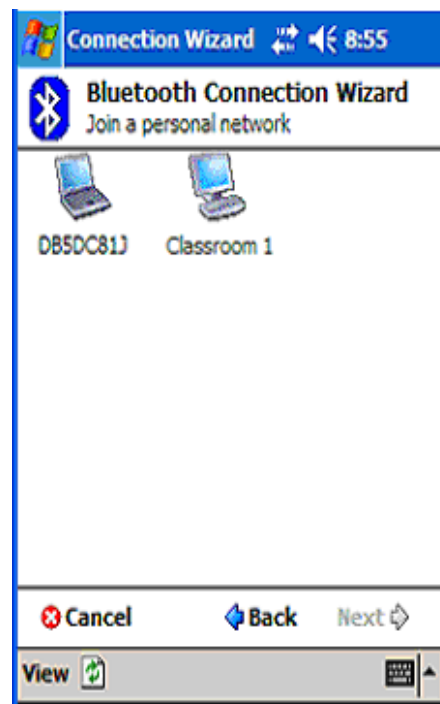 Connection Wizard 8:55
Bluetooth Connection Wizard
Join a personal network
DB5DC81J Classroom 1
Cancel Back Next
View